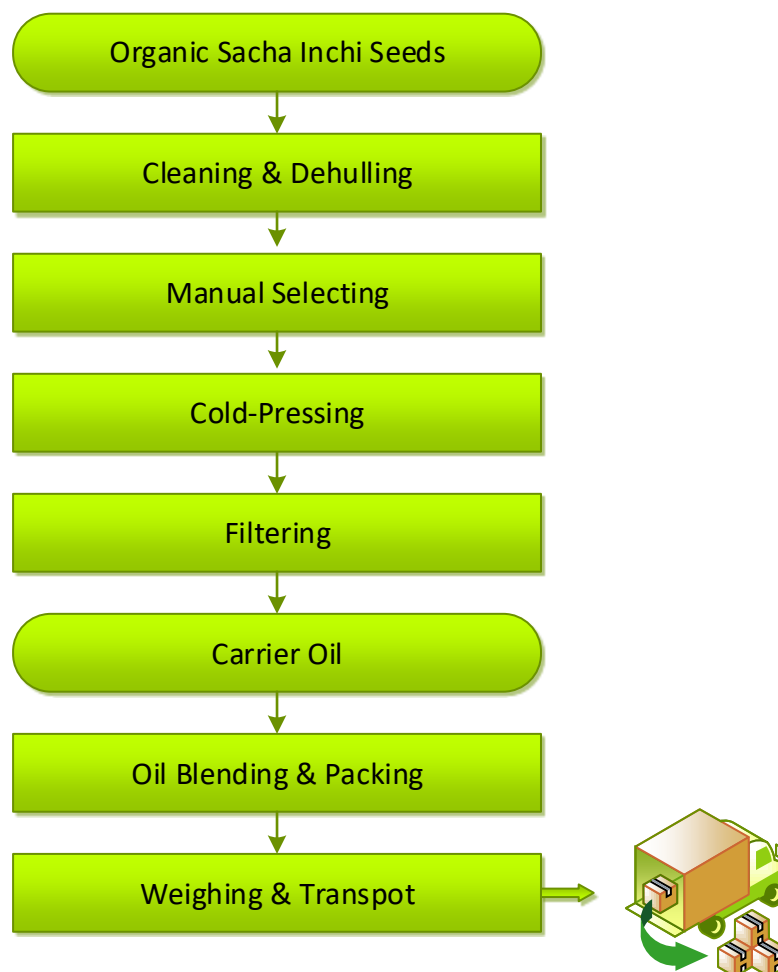 Organic Sacha Inchi Seeds
Cleaning & Dehulling
Manual Selecting
Cold-Pressing
Filtering
Carrier Oil
Oil Blending & Packing
Weighing & Transpot